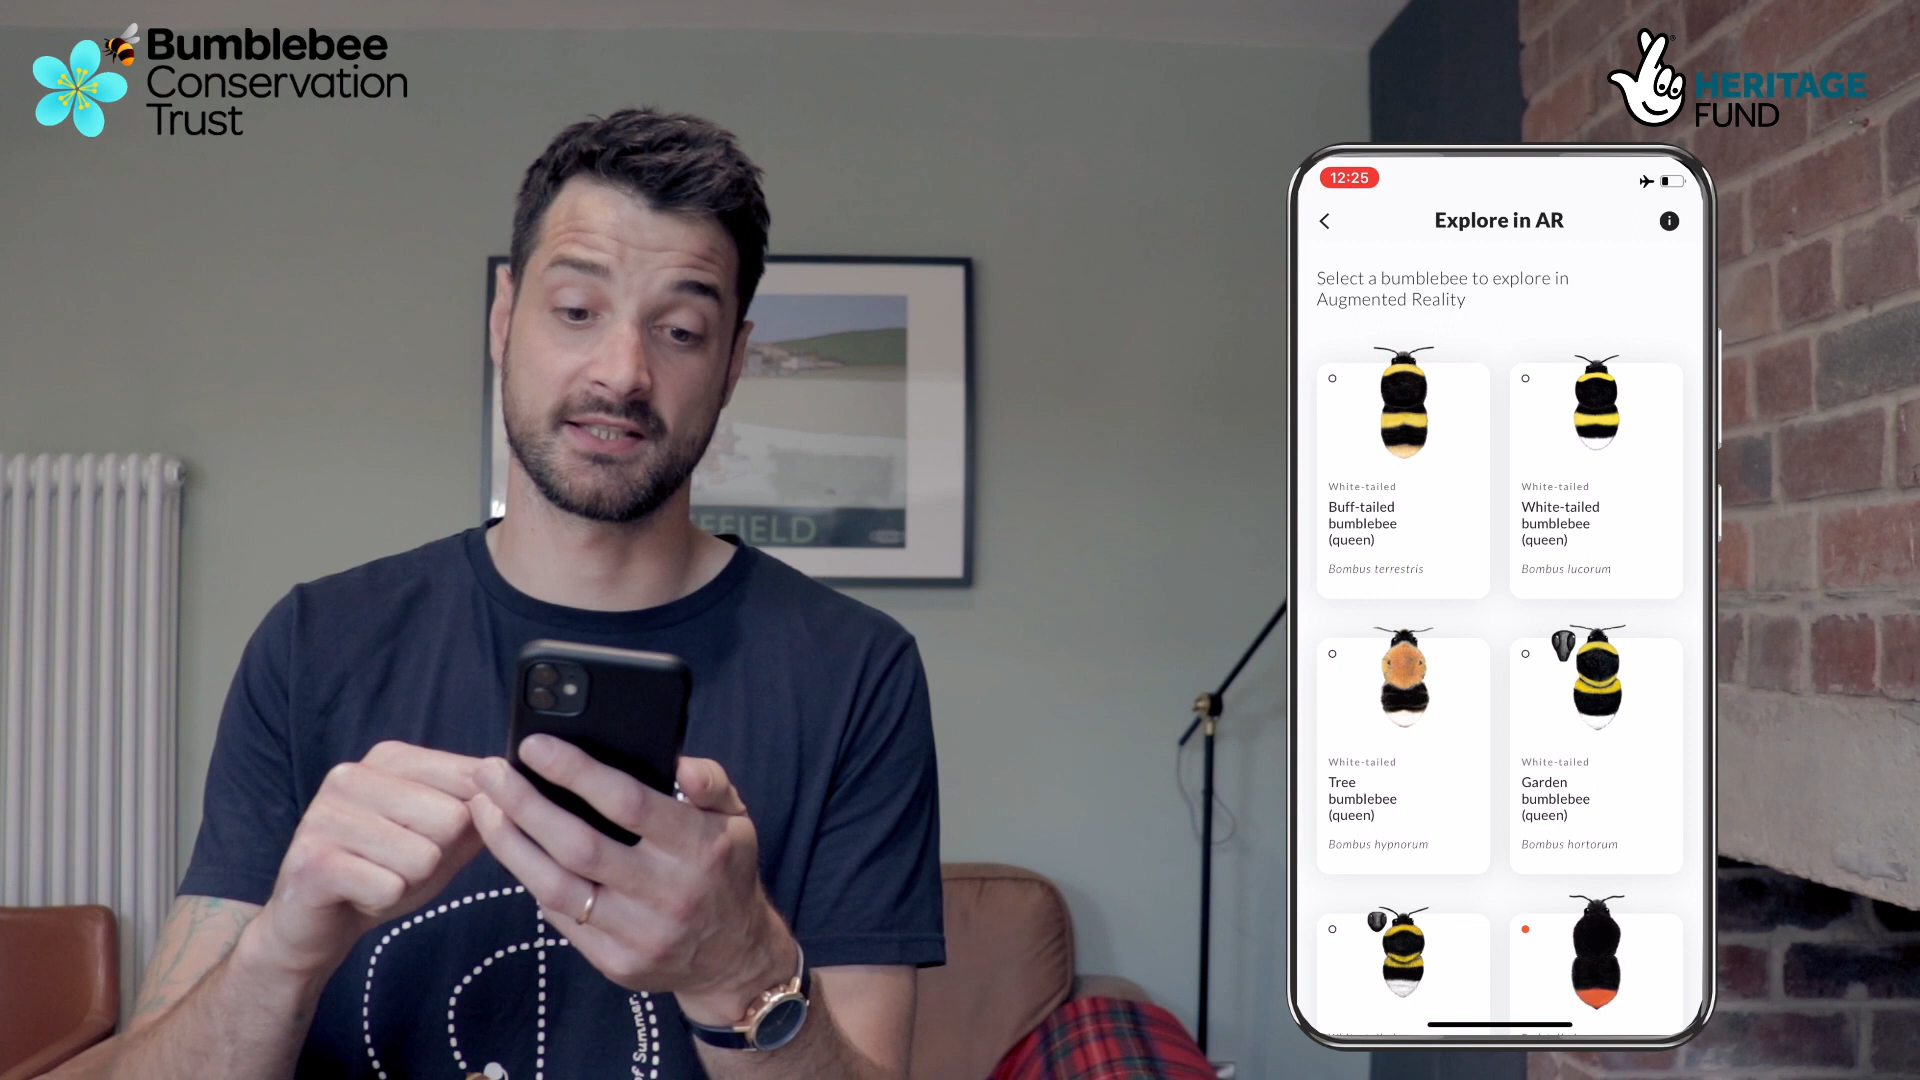 Bumblebee
Conservation
Trust
HERITAGE
FUND
12:25
Explore in AR
Select a bumblebee to explore in
Augmented Reality
White-tailed
Buff-tailed
bumblebee
(queen)
Bombus terrestris
White-tailed
White-tailed
bumblebee
(queen)
Bombus lucorum
White-tailed
Tree
bumblebee
(queen)
Bombus hypnorum
White-tailed
Garden
bumblebee
(queen)
Bombus hortorum
of Summer.